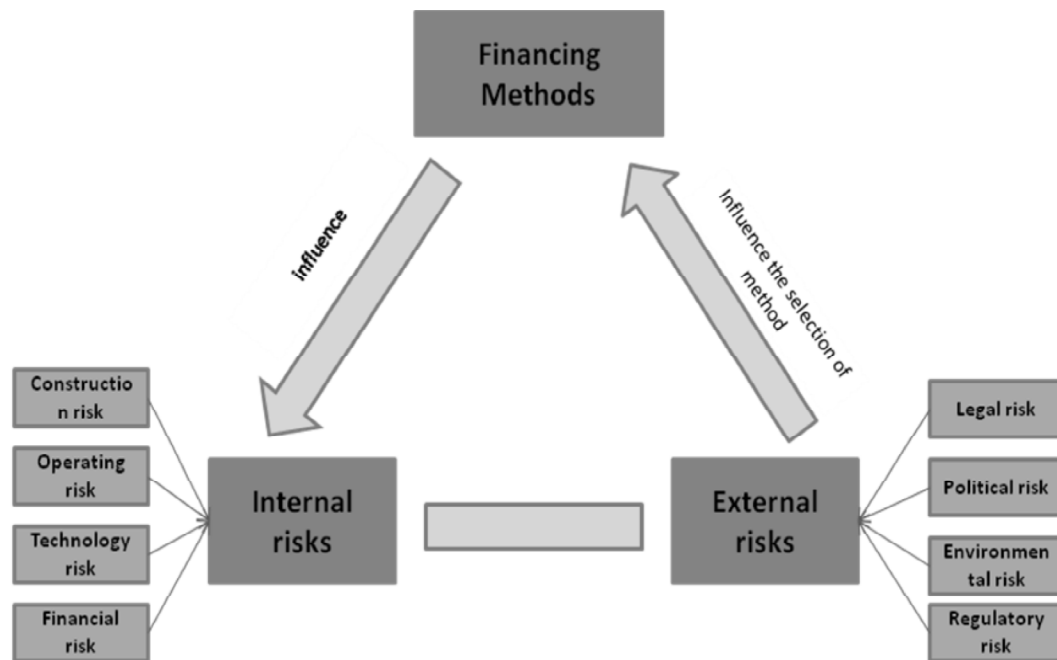 Financing
Methods
influence
Influence the selection of
method
Constructio
n risk
Operating
risk
Technology
risk
Financial
risk
Internal
risks
External
risks
Legal risk
Political risk
Environmen
tal risk
Regulatory
risk